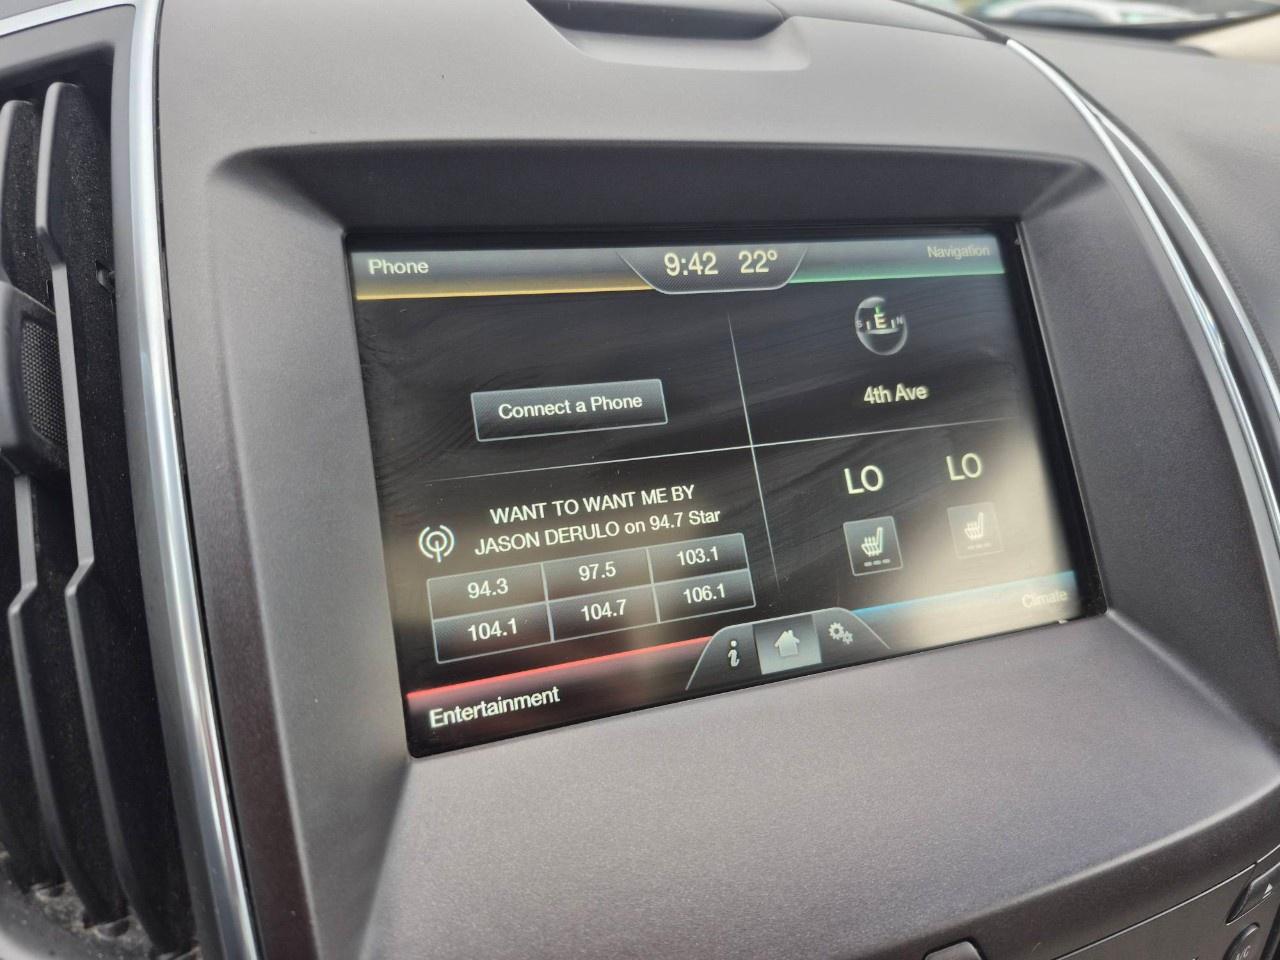 Phone
9:42 22°
Navigation
S E N
Connect a Phone
4th Ave
WANT TO WANT ME BY
JASON DERULO on 94.7 Star
94.3 97.5 103.1
104.1 104.7 106.1
LO LO
Entertainment
i
Climate
A/C